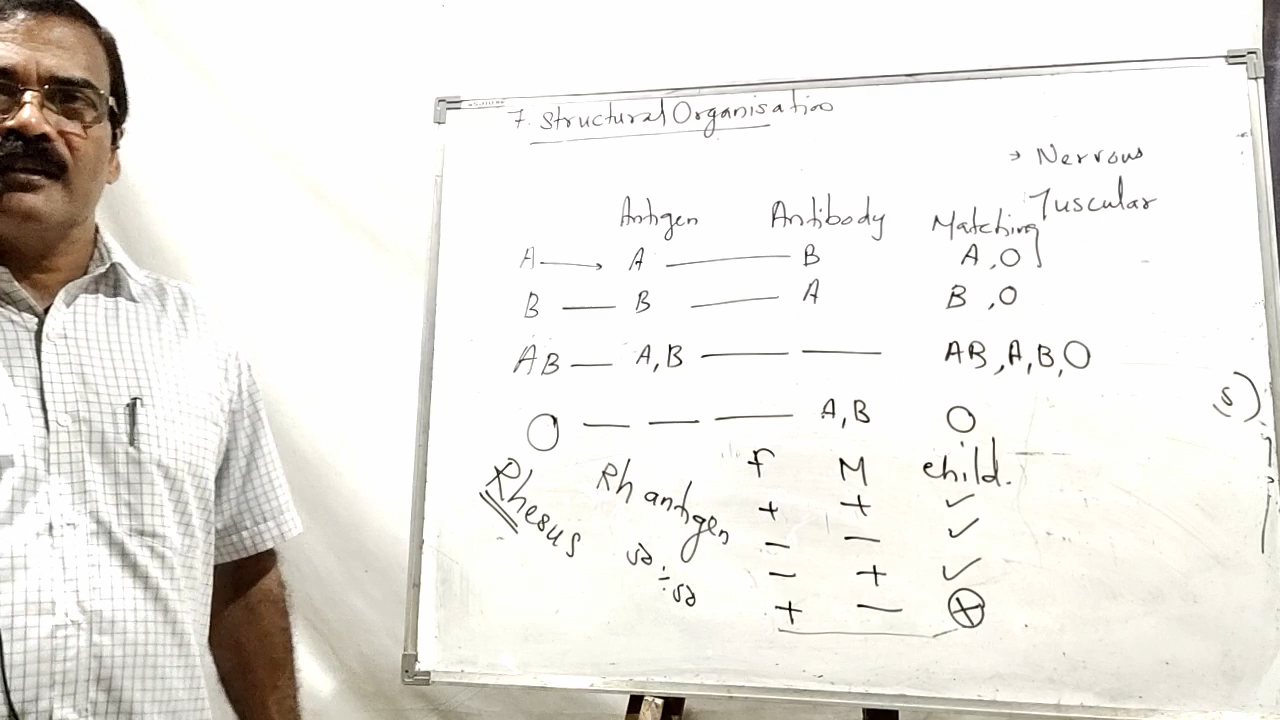 7. Structural Organisation
→ Nervous
Muscular
Antigen Antibody Matching
A → A — B A, O
B — B — A B, O
AB — A, B — — AB, A, B, O
O — — — A, B O
Rhesus Rh antigen F M child.
+ + ✓
− − ✓
− + ✓
+ − ⊕